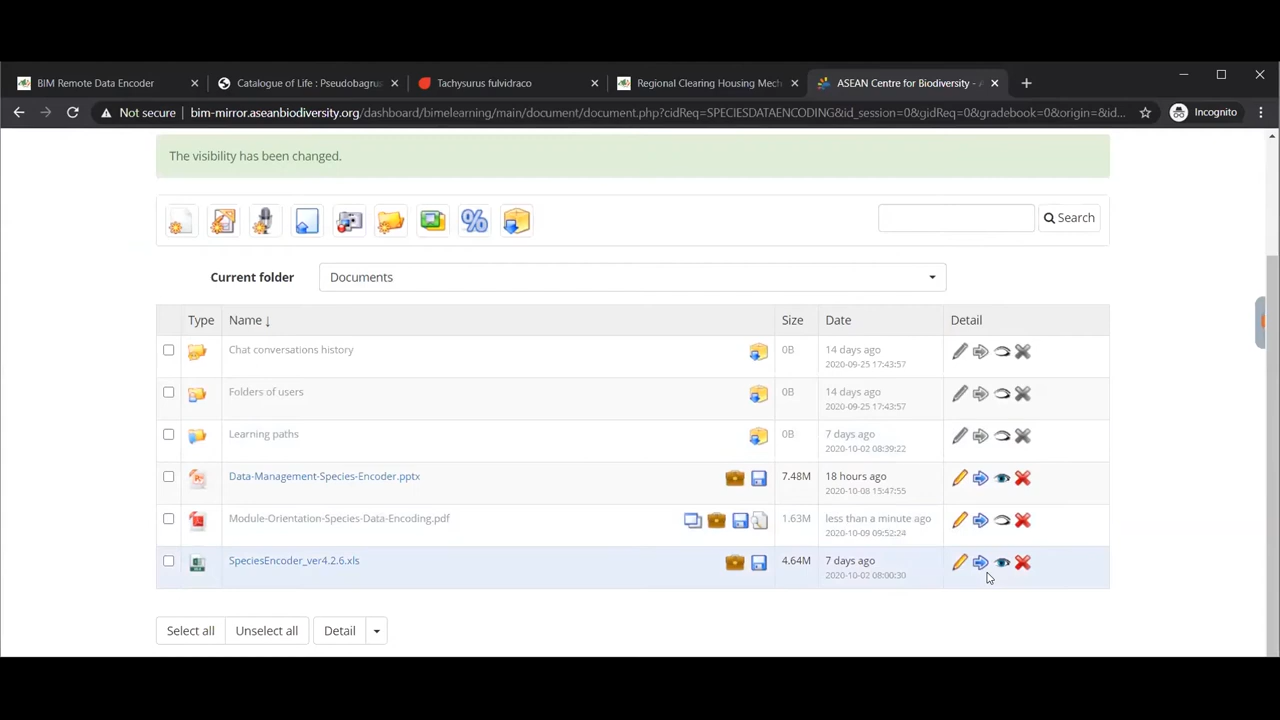 BIM Remote Data Encoder
Catalogue of Life : Pseudobagrus
Tachysurus fulvidraco
Regional Clearing Housing Mech
ASEAN Centre for Biodiversity - A
Not secure
bim-mirror.aseanbiodiversity.org/dashboard/bimelearning/main/document/document.php?cidReq=SPECIESDATAENCODING&id_session=0&gidReq=0&gradebook=0&origin=&id...
Incognito
The visibility has been changed.
Search
Current folder
Documents
Type Name ↓ Size Date Detail
Chat conversations history 0B 14 days ago
2020-09-25 17:43:57
Folders of users 0B 14 days ago
2020-09-25 17:43:57
Learning paths 0B 7 days ago
2020-10-02 08:39:22
Data-Management-Species-Encoder.pptx 7.48M 18 hours ago
2020-10-08 15:47:55
Module-Orientation-Species-Data-Encoding.pdf 1.63M less than a minute ago
2020-10-09 09:52:24
SpeciesEncoder_ver4.2.6.xls 4.64M 7 days ago
2020-10-02 08:00:30
Select all Unselect all Detail